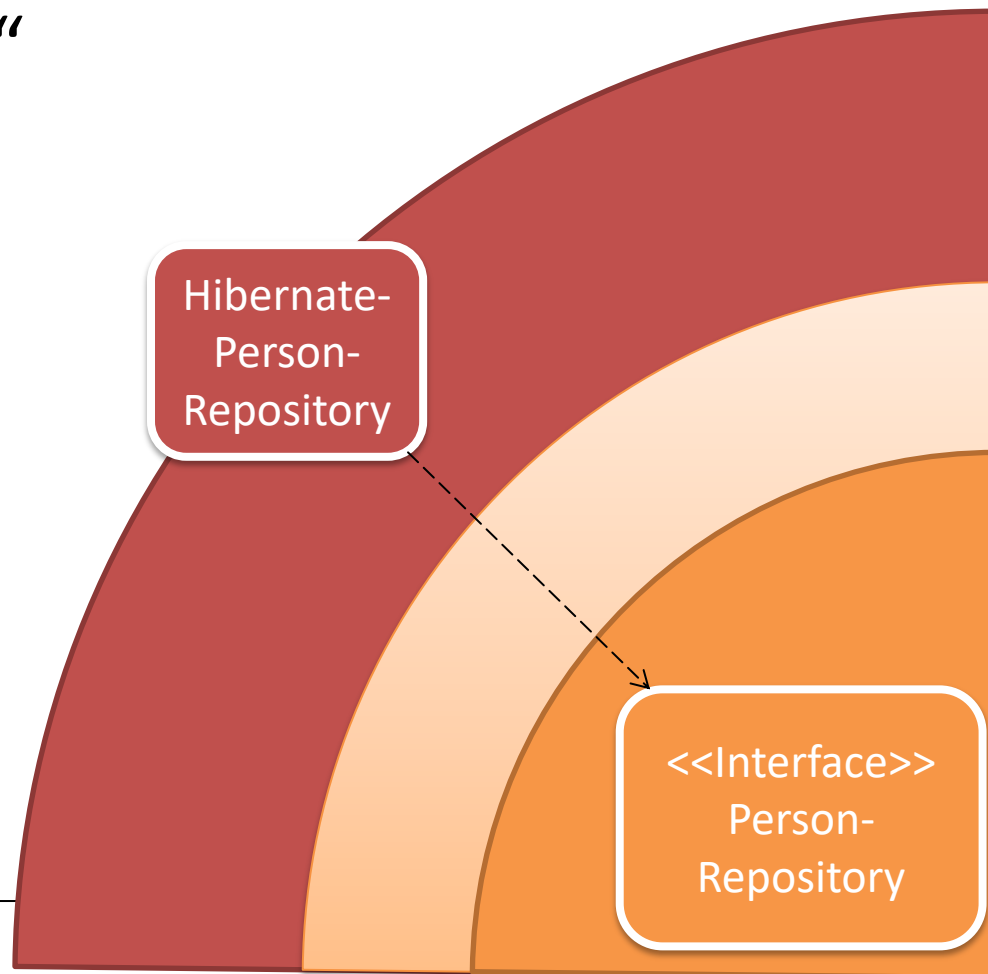 “
Hibernate-
Person-
Repository
<<Interface>>
Person-
Repository